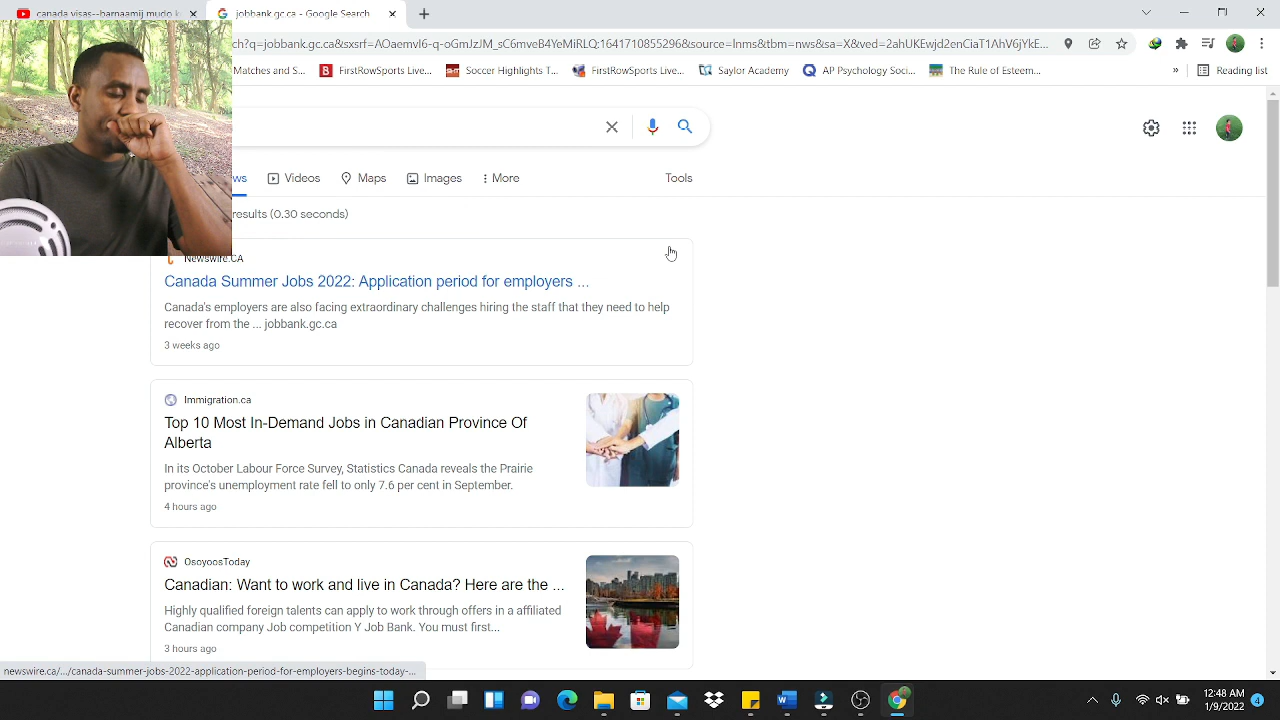 canada vamijoy - YouTube
jobbank.gc.ca - Google Search
ch?q=jobbank.gc.ca&sxsrf=AOaemvI6-q-oGmJzJM_sC6mveB4YeMiRLQ:1641710855296&source=lnms&tbm=nws&sa=X&ved=2ahUKEwjd2enCiaT1AhV6jYkE...
Matches and S...
FirstRowSports Live...
Soccer Highlights T...
FirstRowSports Live...
Saylor Academy
AP Psychology Soci...
The Rule of Esteem...
»
Reading list
ws
Videos
Maps
Images
More
Tools
results (0.30 seconds)
Newswire.CA
Canada Summer Jobs 2022: Application period for employers ...
Canada's employers are also facing extraordinary challenges hiring the staff that they need to help
recover from the ... jobbank.gc.ca
3 weeks ago
Immigration.ca
Top 10 Most In-Demand Jobs in Canadian Province Of
Alberta
In its October Labour Force Survey, Statistics Canada reveals the Prairie
province's unemployment rate fell to only 7.6 per cent in September.
4 hours ago
OsoyoosToday
Canadian: Want to work and live in Canada? Here are the ...
Highly qualified foreign talents can apply to work through offers in a affiliated
Canadian company Job competition Y Job Bank. You must first...
3 hours ago
newswire.ca/.../canada-summer-jobs-2022-application-period-for-employers-begins-today-...
12:48 AM
1/9/2022
4